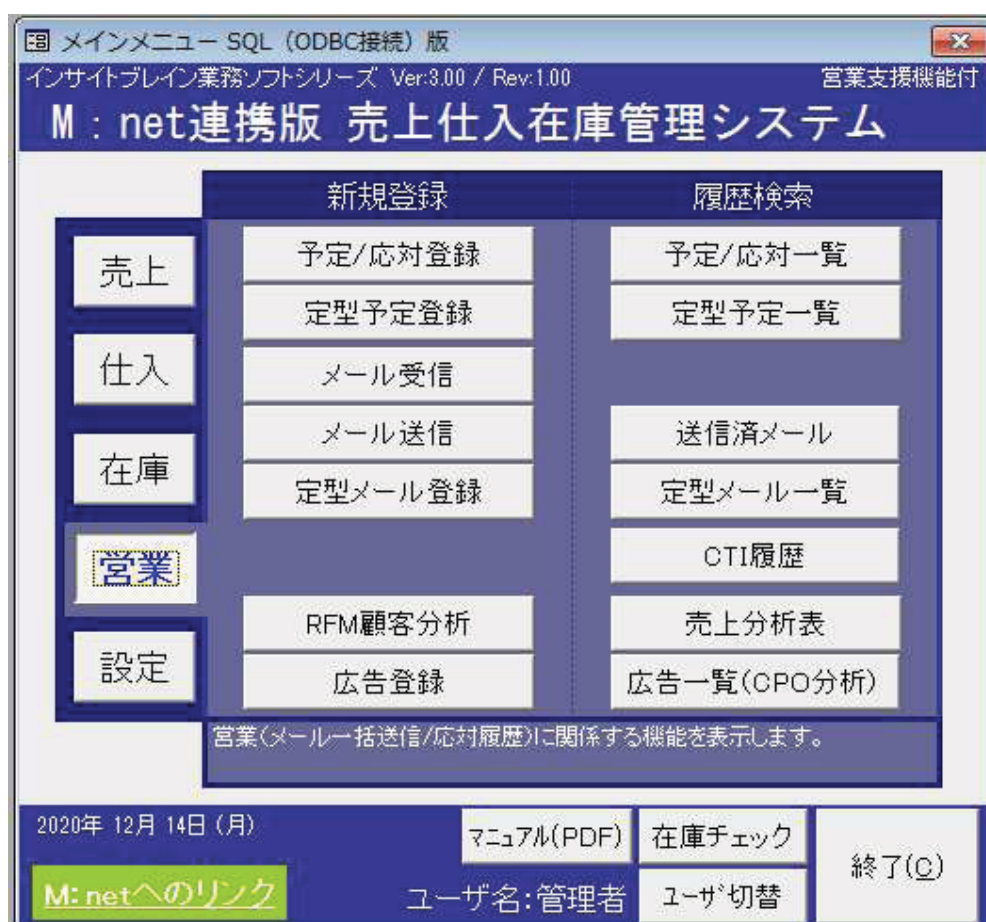 メインメニュー SQL（ODBC接続）版
インサイトブレイン業務ソフトシリーズ Ver:3.00 / Rev:1.00 営業支援機能付
M：net連携版 売上仕入在庫管理システム
新規登録 履歴検索
売上
仕入
在庫
営業
設定
予定/応対登録 予定/応対一覧
定型予定登録 定型予定一覧
メール受信
メール送信 送信済メール
定型メール登録 定型メール一覧
CTI履歴
RFM顧客分析 売上分析表
広告登録 広告一覧(CPO分析)
営業(メール一括送信/応対履歴)に関係する機能を表示します。
2020年 12月 14日 (月)
マニュアル(PDF) 在庫チェック
終了(C)
M:netへのリンク ユーザ名:管理者 ユーザ切替